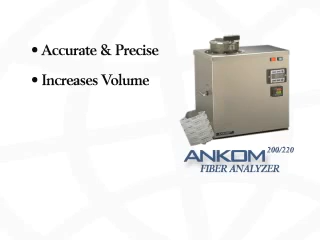 • Accurate & Precise
• Increases Volume
ANKOM 200/220
FIBER ANALYZER